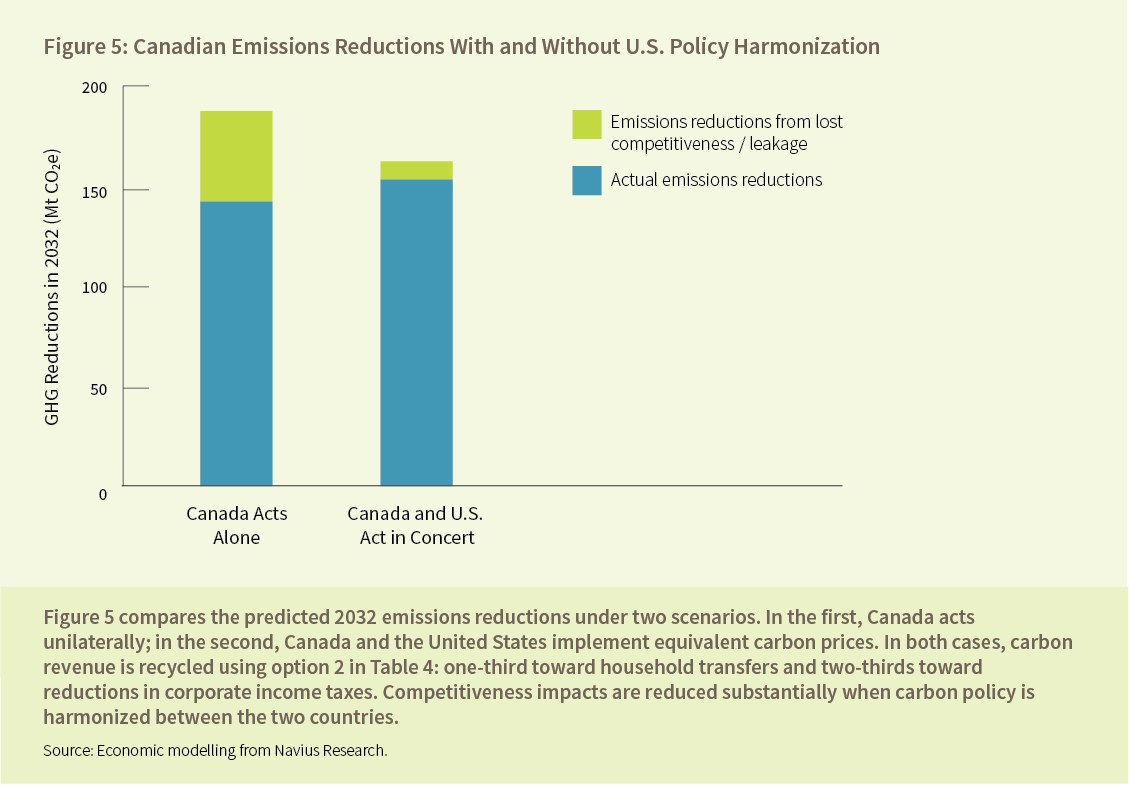 Figure 5: Canadian Emissions Reductions With and Without U.S. Policy Harmonization
GHG Reductions in 2032 (Mt CO₂e)
200
150
100
50
0
Emissions reductions from lost
competitiveness / leakage
Actual emissions reductions
Canada Acts
Alone
Canada and U.S.
Act in Concert
Figure 5 compares the predicted 2032 emissions reductions under two scenarios. In the first, Canada acts
unilaterally; in the second, Canada and the United States implement equivalent carbon prices. In both cases, carbon
revenue is recycled using option 2 in Table 4: one-third toward household transfers and two-thirds toward
reductions in corporate income taxes. Competitiveness impacts are reduced substantially when carbon policy is
harmonized between the two countries.
Source: Economic modelling from Navius Research.